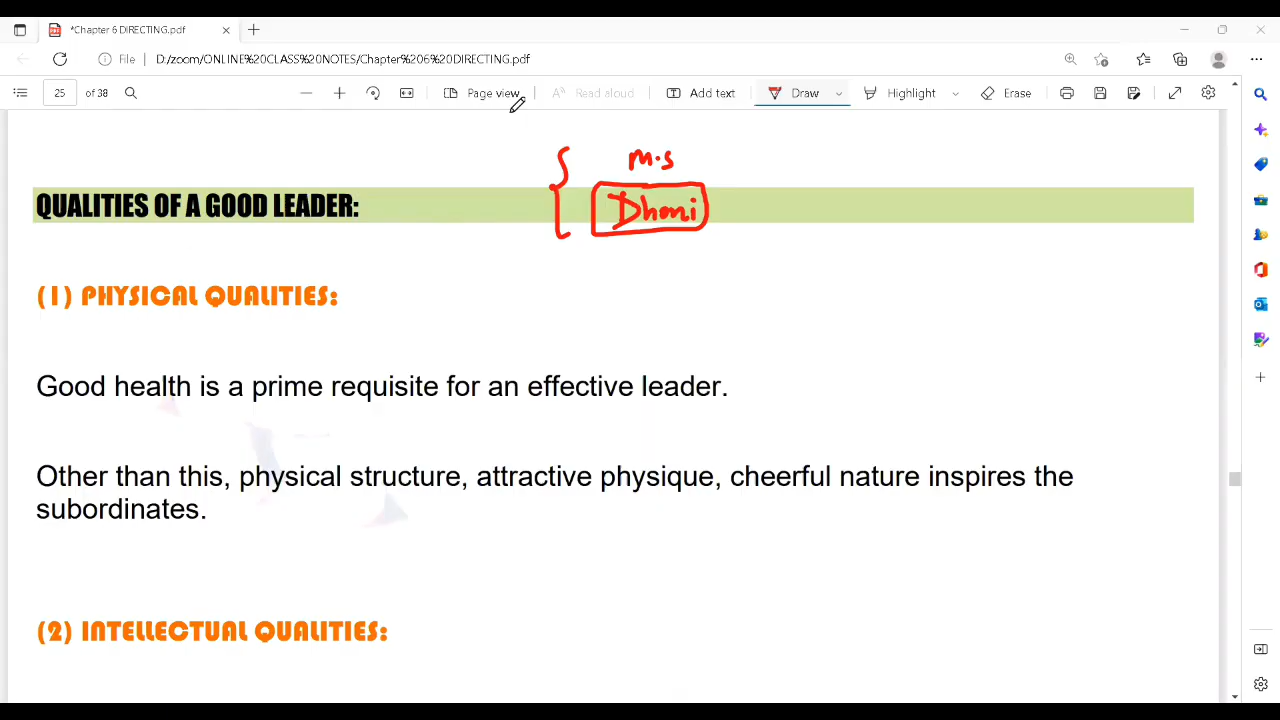 *Chapter 6 DIRECTING.pdf
File D:/zoom/ONLINE%20CLASS%20NOTES/Chapter%206%20DIRECTING.pdf
25 of 38 Page view Read aloud Add text Draw Highlight Erase
M.S
QUALITIES OF A GOOD LEADER: Dhoni
(1) PHYSICAL QUALITIES:
Good health is a prime requisite for an effective leader.
Other than this, physical structure, attractive physique, cheerful nature inspires the
subordinates.
(2) INTELLECTUAL QUALITIES: